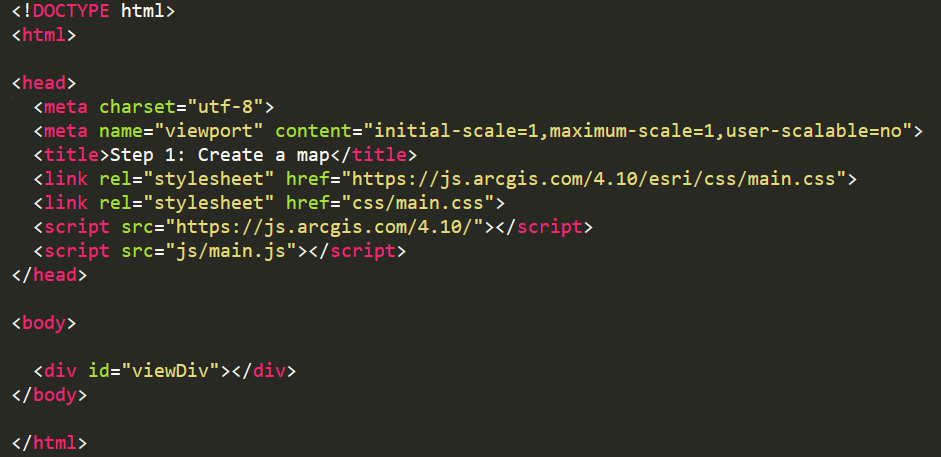 <!DOCTYPE html>
<html>
<head>
<meta charset="utf-8">
<meta name="viewport" content="initial-scale=1,maximum-scale=1,user-scalable=no">
<title>Step 1: Create a map</title>
<link rel="stylesheet" href="https://js.arcgis.com/4.10/esri/css/main.css">
<link rel="stylesheet" href="css/main.css">
<script src="https://js.arcgis.com/4.10/"></script>
<script src="js/main.js"></script>
</head>
<body>
<div id="viewDiv"></div>
</body>
</html>